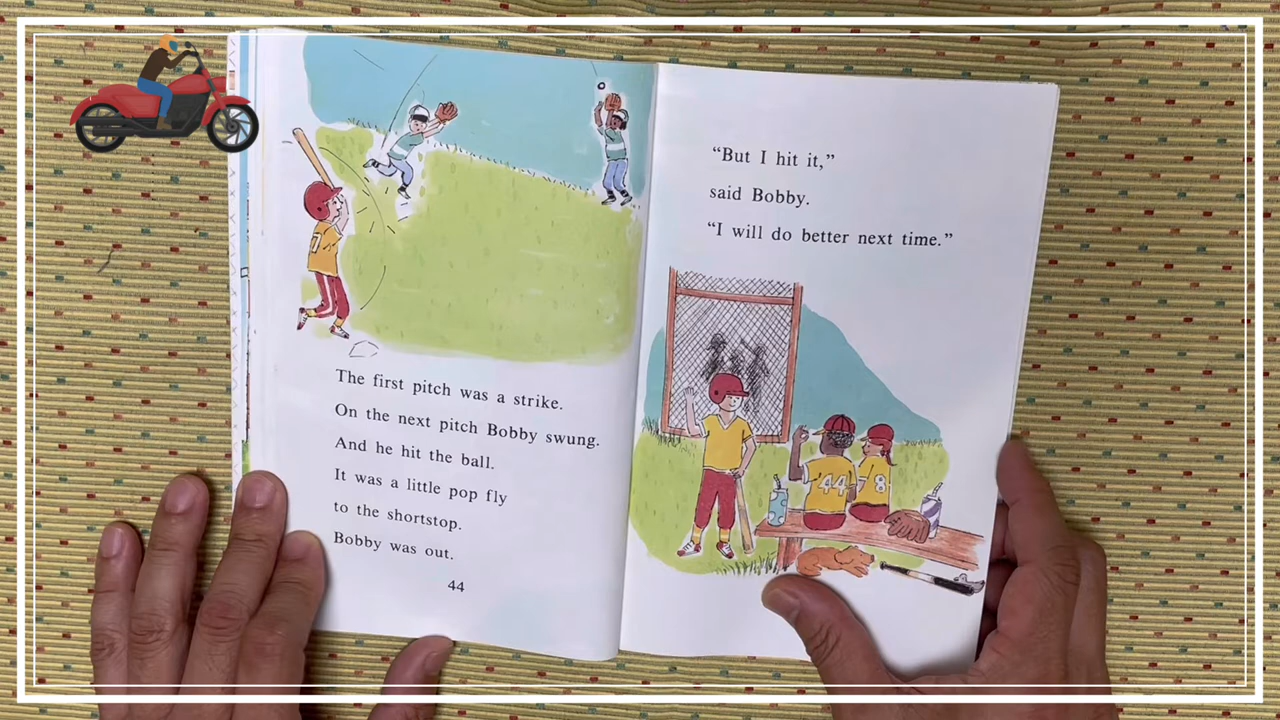 The first pitch was a strike.
On the next pitch Bobby swung.
And he hit the ball.
It was a little pop fly
to the shortstop.
Bobby was out.
44
“But I hit it,”
said Bobby.
“I will do better next time.”
44
8